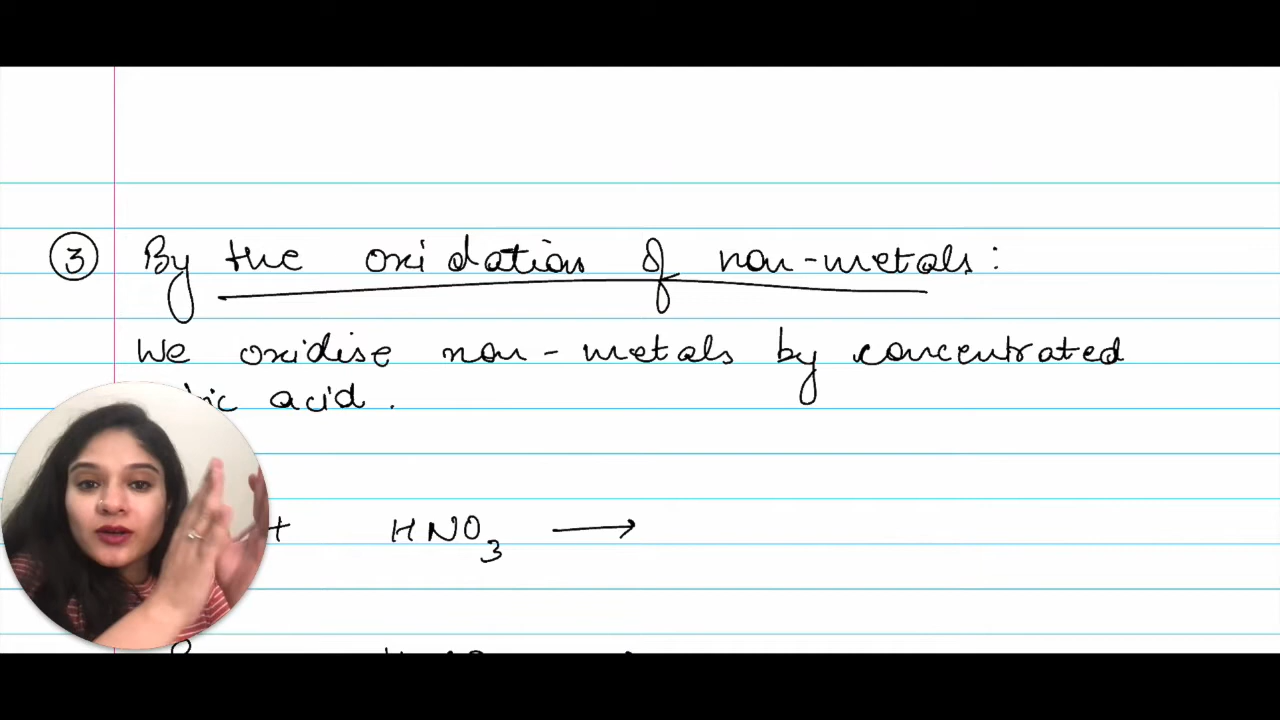 ③ By the oxidation of non-metals:
We oxidise non-metals by concentrated
acid.
+ HNO₃ →